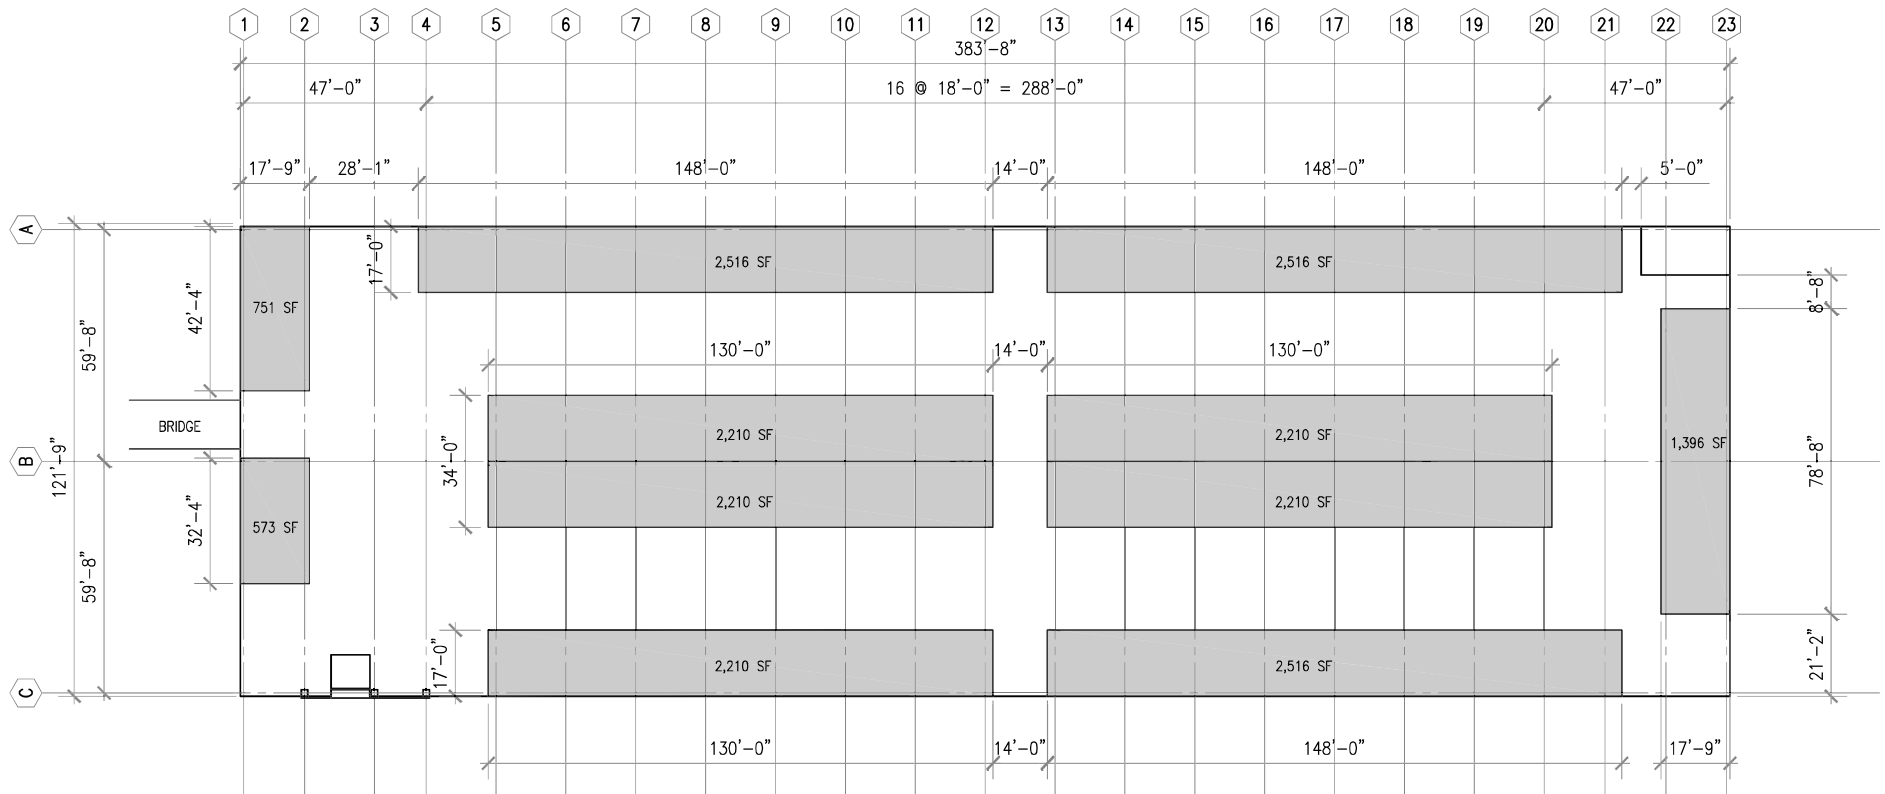 1 2 3 4 5 6 7 8 9 10 11 12 13 14 15 16 17 18 19 20 21 22 23
383'-8"
47'-0" 16 @ 18'-0" = 288'-0" 47'-0"
17'-9" 28'-1" 148'-0" 14'-0" 148'-0" 5'-0"
A
17'-0"
2,516 SF 2,516 SF
8'-8"
42'-4"
751 SF
59'-8"
130'-0" 14'-0" 130'-0"
BRIDGE
2,210 SF 2,210 SF
1,396 SF
34'-0"
B
121'-9"
78'-8"
2,210 SF 2,210 SF
32'-4"
573 SF
59'-8"
17'-0"
2,210 SF 2,516 SF
21'-2"
C
130'-0" 14'-0" 148'-0" 17'-9"